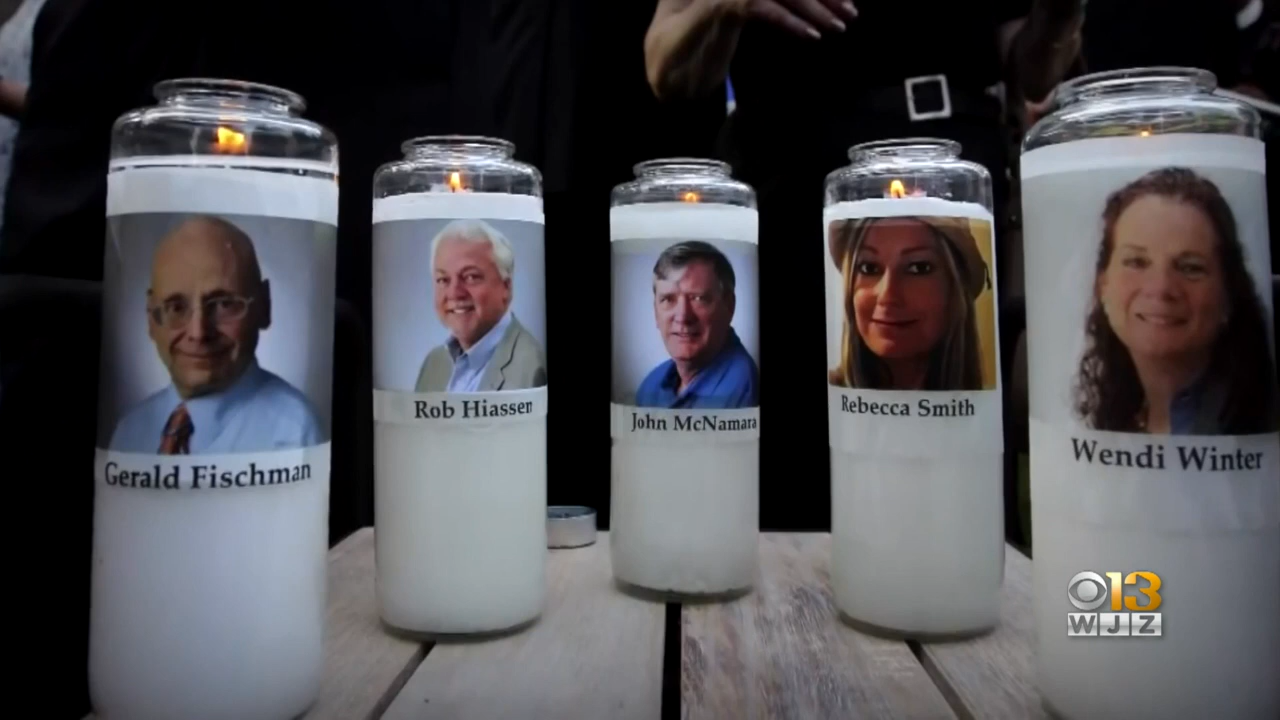 Gerald Fischman
Rob Hiassen
John McNamara
Rebecca Smith
Wendi Winter
13
WJZ